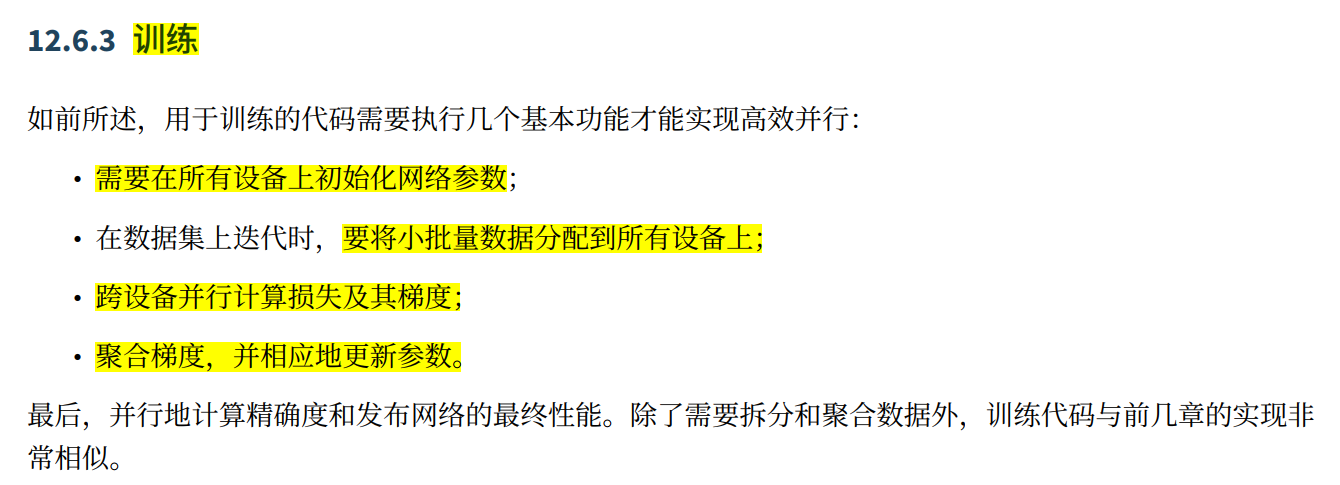 12.6.3 训练
如前所述，用于训练的代码需要执行几个基本功能才能实现高效并行：
• 需要在所有设备上初始化网络参数；
• 在数据集上迭代时，要将小批量数据分配到所有设备上；
• 跨设备并行计算损失及其梯度；
• 聚合梯度，并相应地更新参数。
最后，并行地计算精确度和发布网络的最终性能。除了需要拆分和聚合数据外，训练代码与前几章的实现非
常相似。